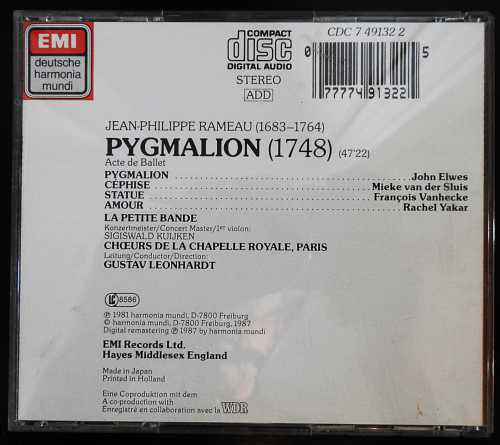 EMI
deutsche
harmonia
mundi
COMPACT
disc
DIGITAL AUDIO
STEREO
ADD
CDC 7 49132 2
0 77774 91322 5
JEAN-PHILIPPE RAMEAU (1683–1764)
PYGMALION (1748) (47'22)
Acte de Ballet
PYGMALION John Elwes
CÉPHISE Mieke van der Sluis
STATUE François Vanhecke
AMOUR Rachel Yakar
LA PETITE BANDE
Konzertmeister/Concert Master/1er violon:
SIGISWALD KUIJKEN
CHŒURS DE LA CHAPELLE ROYALE, PARIS
Leitung/Conductor/Direction:
GUSTAV LEONHARDT
LC 8586
℗ 1981 harmonia mundi, D-7800 Freiburg
© harmonia mundi, D-7800 Freiburg, 1987
Digital remastering ℗ 1987 by harmonia mundi
EMI Records Ltd.
Hayes Middlesex England
Made in Japan
Printed in Holland
Eine Coproduktion mit dem
A co-production with
Enregistré en collaboration avec la WDR